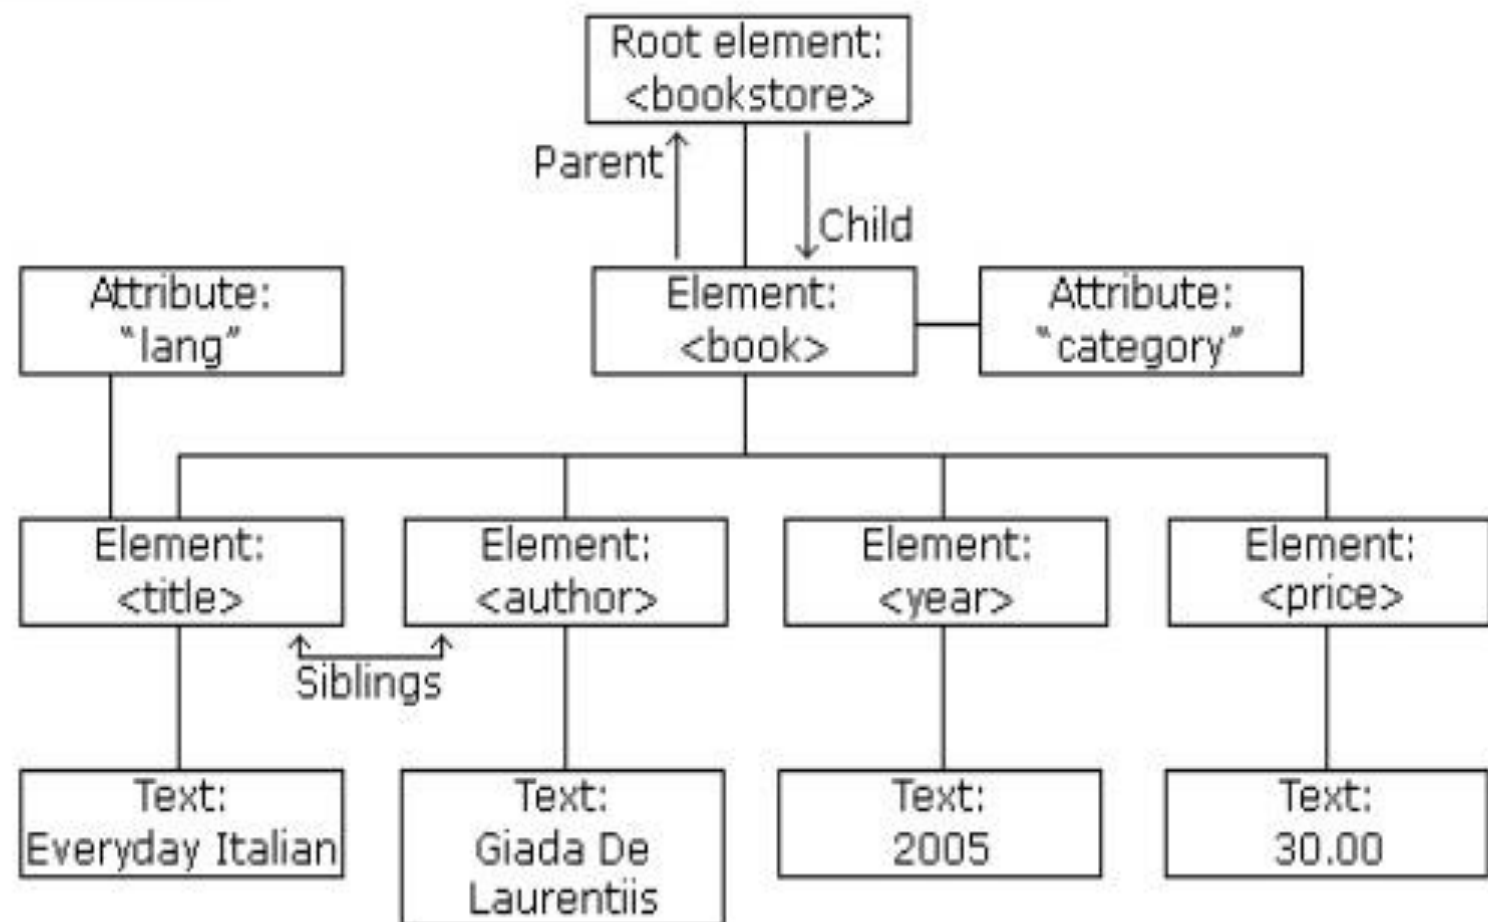 Root element:
<bookstore>
Parent
Child
Attribute:
“lang”
Element:
<book>
Attribute:
“category”
Element:
<title>
Element:
<author>
Element:
<year>
Element:
<price>
Siblings
Text:
Everyday Italian
Text:
Giada De
Laurentiis
Text:
2005
Text:
30.00